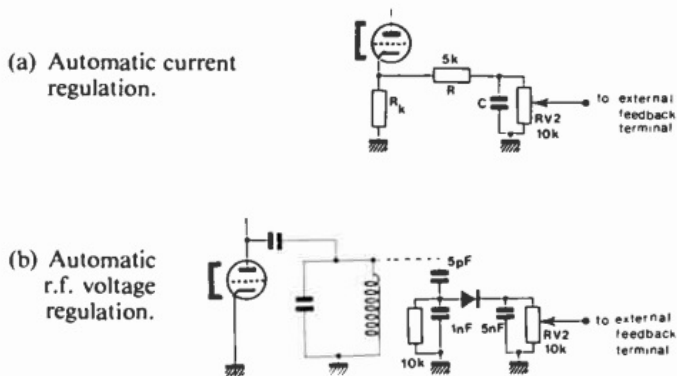 (a) Automatic current
regulation.
5k
R
Rk
C
RV2
10k
to external
feedback
terminal
(b) Automatic
r.f. voltage
regulation.
5pF
1nF
5nF
10k
RV2
10k
to external
feedback
terminal